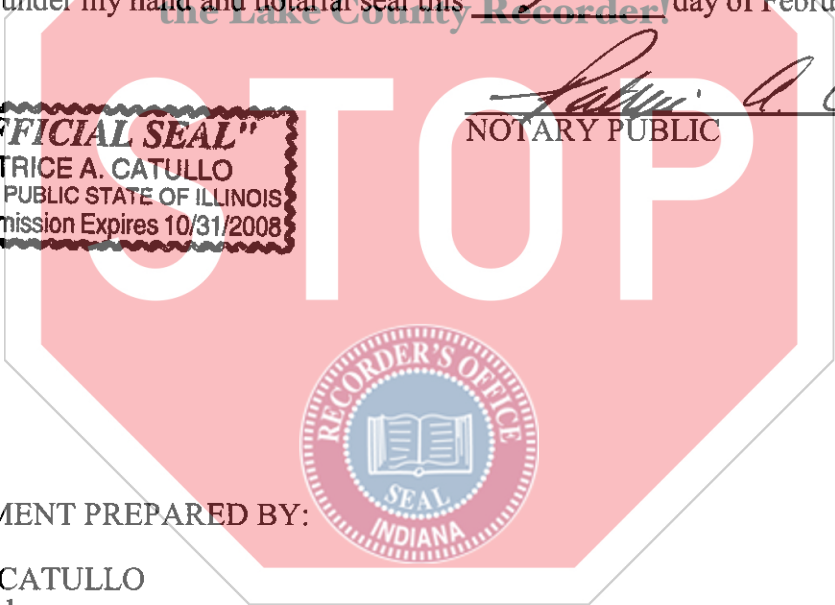 under my hand and notarial seal this day of Febru
the Lake County Recorder!
STOP
FFICIAL SEAL"
TRICE A. CATULLO
PUBLIC STATE OF ILLINOIS
mission Expires 10/31/2008
NOTARY PUBLIC
RECORDER'S OFFICE
SEAL
INDIANA
MENT PREPARED BY:
CATULLO